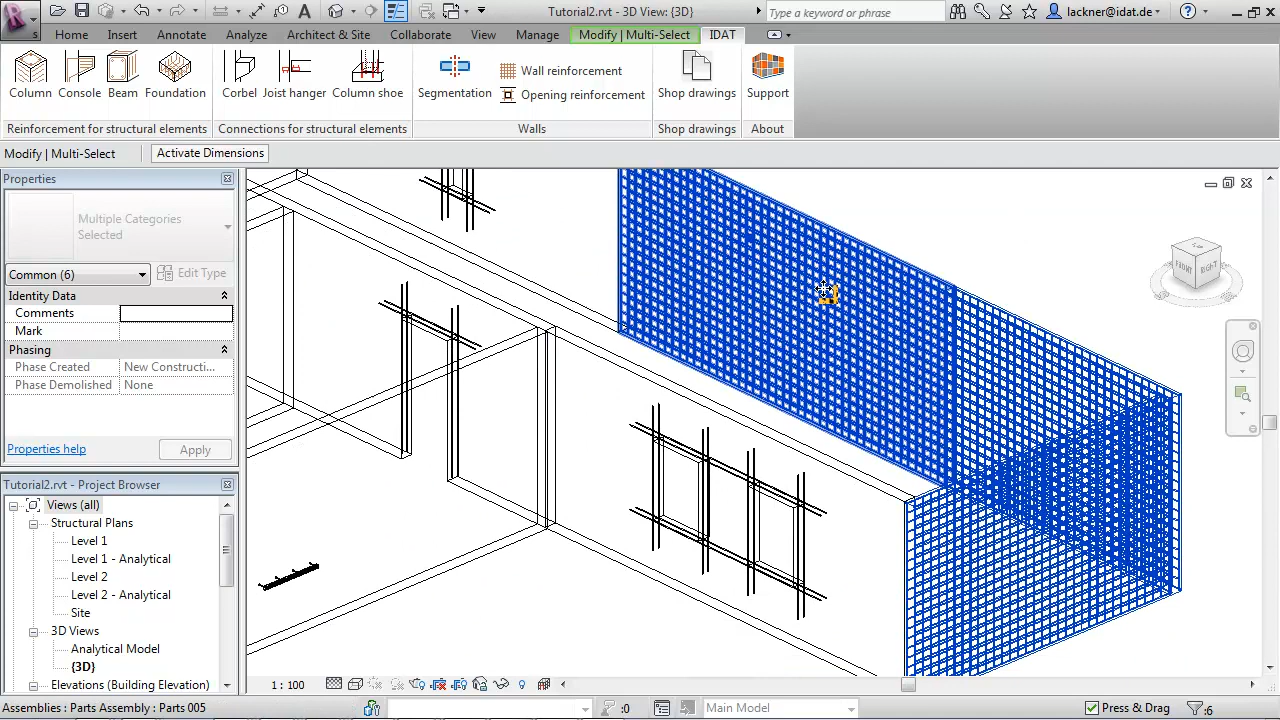 Tutorial2.rvt - 3D View: {3D}
Type a keyword or phrase
lackner@idat.de
Home Insert Annotate Analyze Architect & Site Collaborate View Manage Modify | Multi-Select IDAT
Column Console Beam Foundation
Reinforcement for structural elements
Corbel Joist hanger Column shoe
Connections for structural elements
Segmentation
Wall reinforcement
Opening reinforcement
Walls
Shop drawings
Shop drawings
Support
About
Modify | Multi-Select
Activate Dimensions
Properties
Multiple Categories
Selected
Common (6)
Edit Type
Identity Data
Comments
Mark
Phasing
Phase Created New Constructi...
Phase Demolished None
Properties help
Apply
Tutorial2.rvt - Project Browser
Views (all)
Structural Plans
Level 1
Level 1 - Analytical
Level 2
Level 2 - Analytical
Site
3D Views
Analytical Model
{3D}
Elevations (Building Elevation)
TOP
FRONT
RIGHT
1 : 100
Assemblies : Parts Assembly : Parts 005
:0
Main Model
Press & Drag
:6